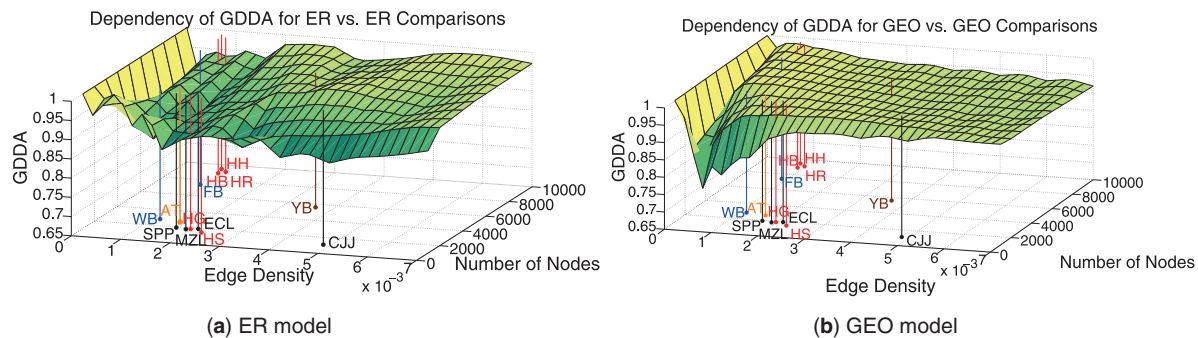 Dependency of GDDA for ER vs. ER Comparisons
1
0.95
0.9
0.85
0.8
0.75
0.7
0.65
GDDA
0 1 2 3 4 5 6 7
x 10⁻³
Edge Density
0 2000 4000 6000 8000 10000
Number of Nodes
WB AT HG ECL
SPP MZL HS
HH
HB HR
FB
YB
CJJ
(a) ER model
Dependency of GDDA for GEO vs. GEO Comparisons
1
0.95
0.9
0.85
0.8
0.75
0.7
0.65
GDDA
0 1 2 3 4 5 6 7
x 10⁻³
Edge Density
0 2000 4000 6000 8000 10000
Number of Nodes
WB AT HG ECL
SPP MZL HS
HB HH
HR
FB
YB
CJJ
(b) GEO model